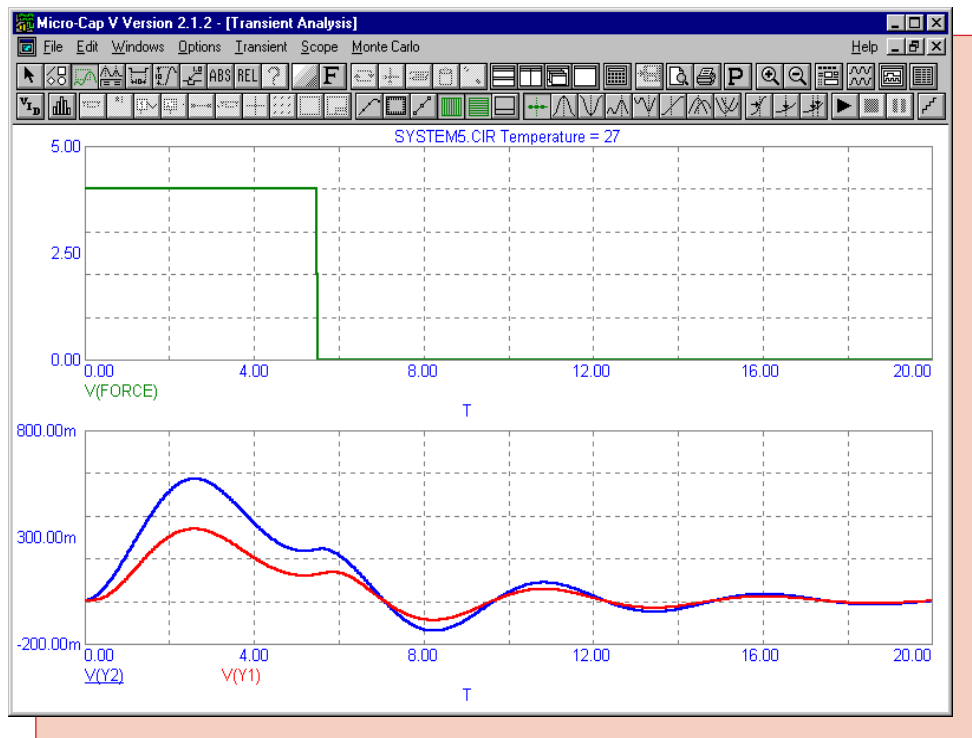 Micro-Cap V Version 2.1.2 - [Transient Analysis]
File Edit Windows Options Transient Scope Monte Carlo Help
ABS REL ? F P
SYSTEM5.CIR Temperature = 27
5.00
2.50
0.00
0.00 4.00 8.00 12.00 16.00 20.00
V(FORCE)
T
800.00m
300.00m
-200.00m
0.00 4.00 8.00 12.00 16.00 20.00
V(Y2) V(Y1)
T